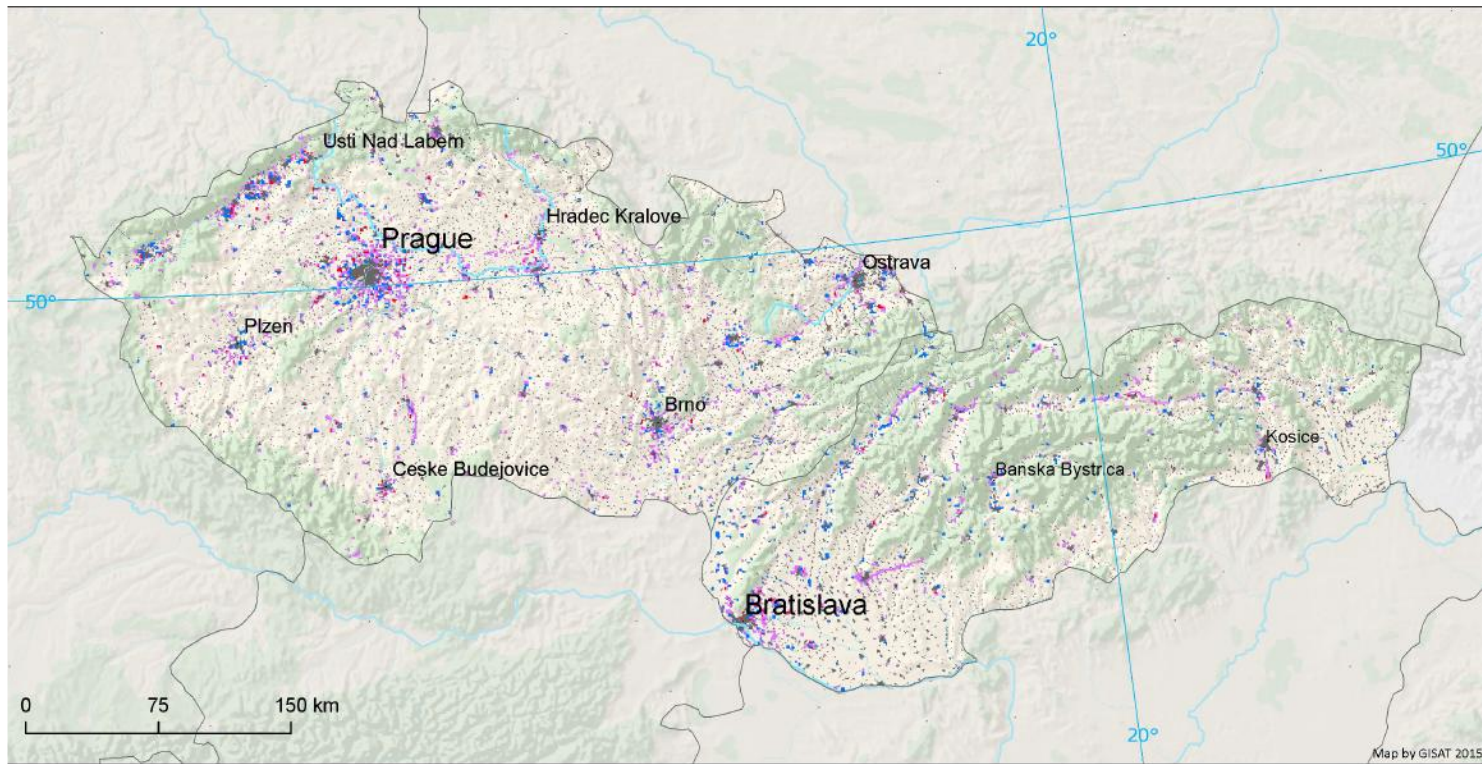 20°
50°
Usti Nad Labem
Hradec Kralove
Prague
Ostrava
50°
Plzen
Brno
Kosice
Ceske Budejovice
Banska Bystrica
Bratislava
0 75 150 km
20°
Map by GISAT 2015